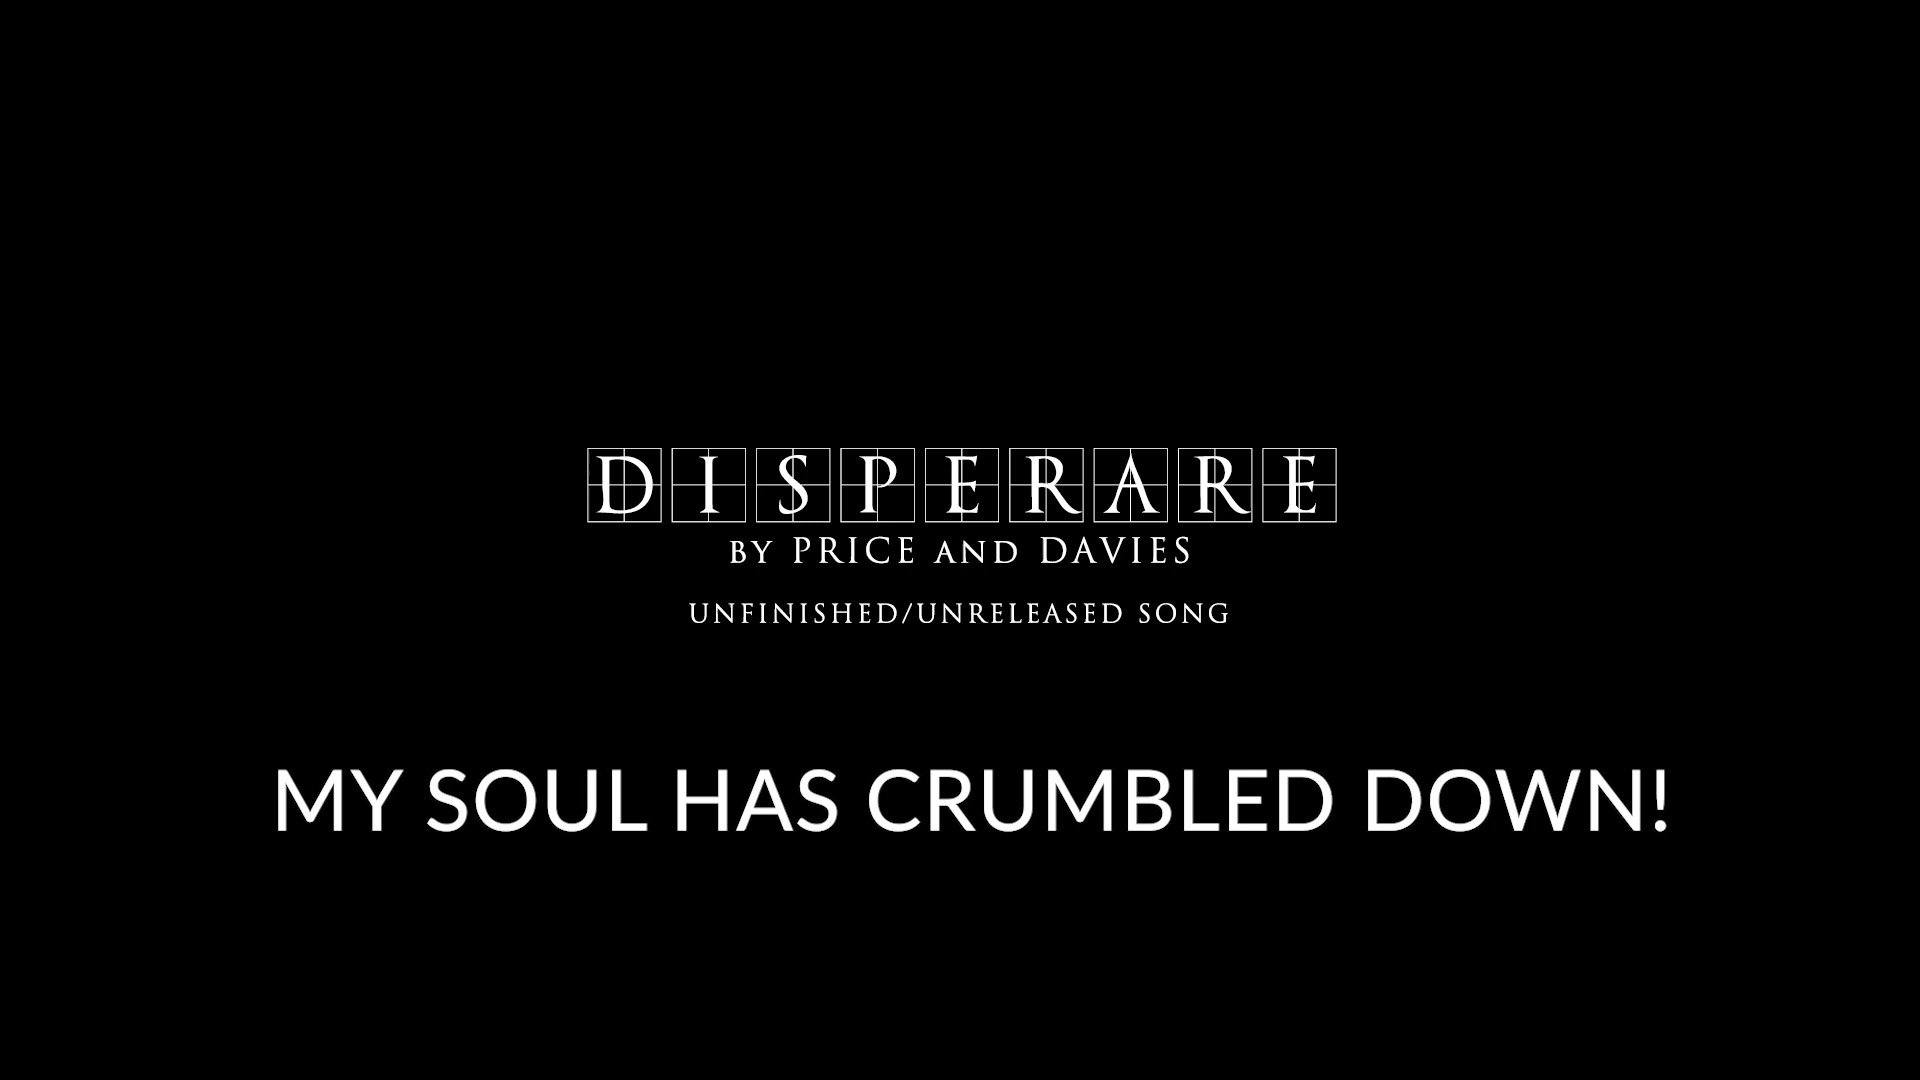 DISPERARE
BY PRICE AND DAVIES
UNFINISHED/UNRELEASED SONG
MY SOUL HAS CRUMBLED DOWN!